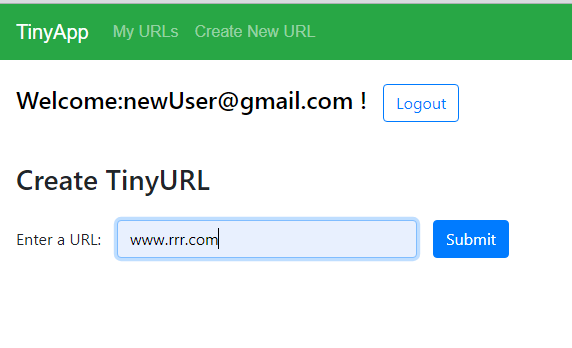 TinyApp My URLs Create New URL
Welcome:newUser@gmail.com ! Logout
Create TinyURL
Enter a URL: www.rrr.com Submit